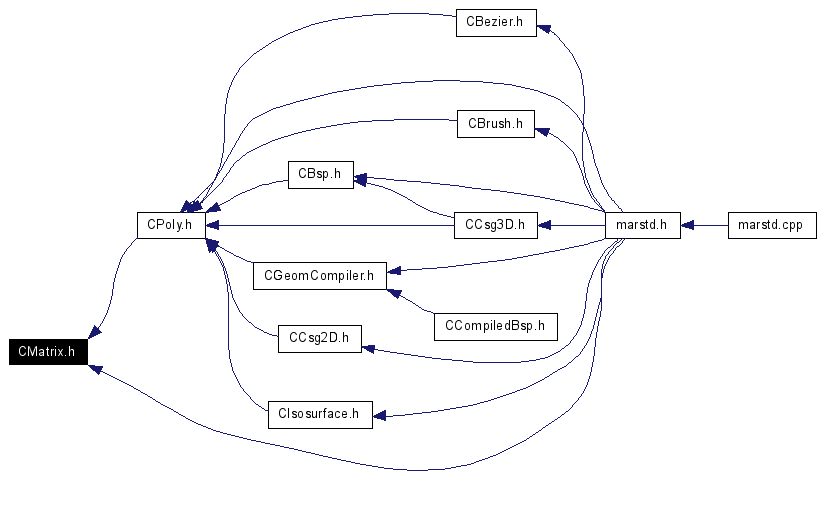 CBezier.h
CBrush.h
CBsp.h
CPoly.h
CCsg3D.h
marstd.h
marstd.cpp
CGeomCompiler.h
CCompiledBsp.h
CCsg2D.h
CMatrix.h
CIsosurface.h